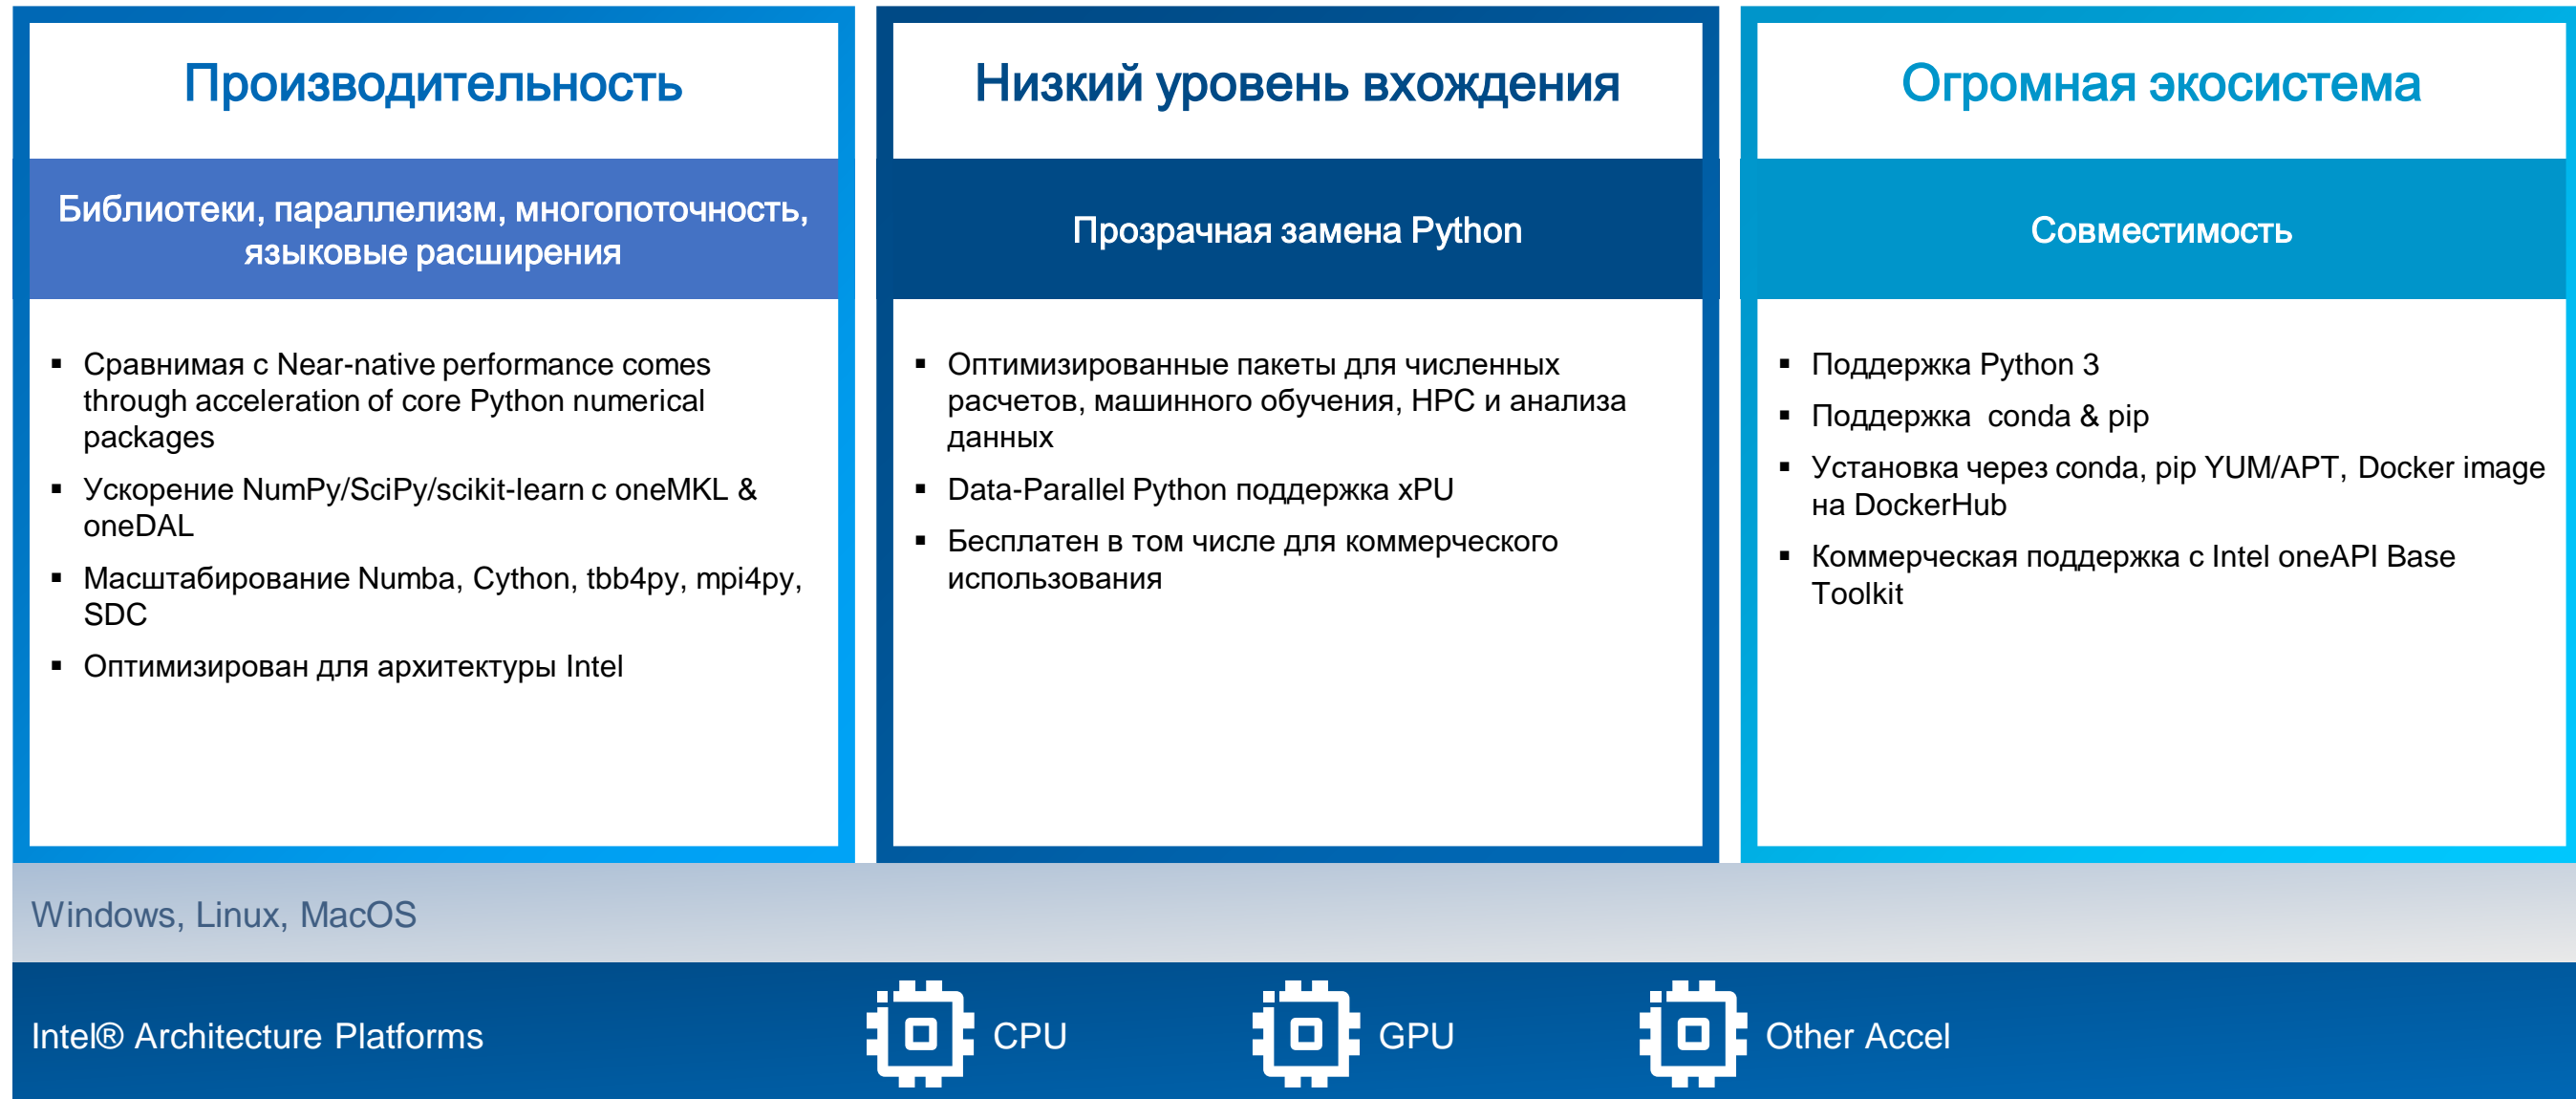 Производительность
Библиотеки, параллелизм, многопоточность,
языковые расширения
▪ Сравнимая с Near-native performance comes
through acceleration of core Python numerical
packages
▪ Ускорение NumPy/SciPy/scikit-learn с oneMKL &
oneDAL
▪ Масштабирование Numba, Cython, tbb4py, mpi4py,
SDC
▪ Оптимизирован для архитектуры Intel
Низкий уровень вхождения
Прозрачная замена Python
▪ Оптимизированные пакеты для численных
расчетов, машинного обучения, HPC и анализа
данных
▪ Data-Parallel Python поддержка xPU
▪ Бесплатен в том числе для коммерческого
использования
Огромная экосистема
Совместимость
▪ Поддержка Python 3
▪ Поддержка  conda & pip
▪ Установка через conda, pip YUM/APT, Docker image
на DockerHub
▪ Коммерческая поддержка с Intel oneAPI Base
Toolkit
Windows, Linux, MacOS
Intel® Architecture Platforms
CPU
GPU
Other Accel